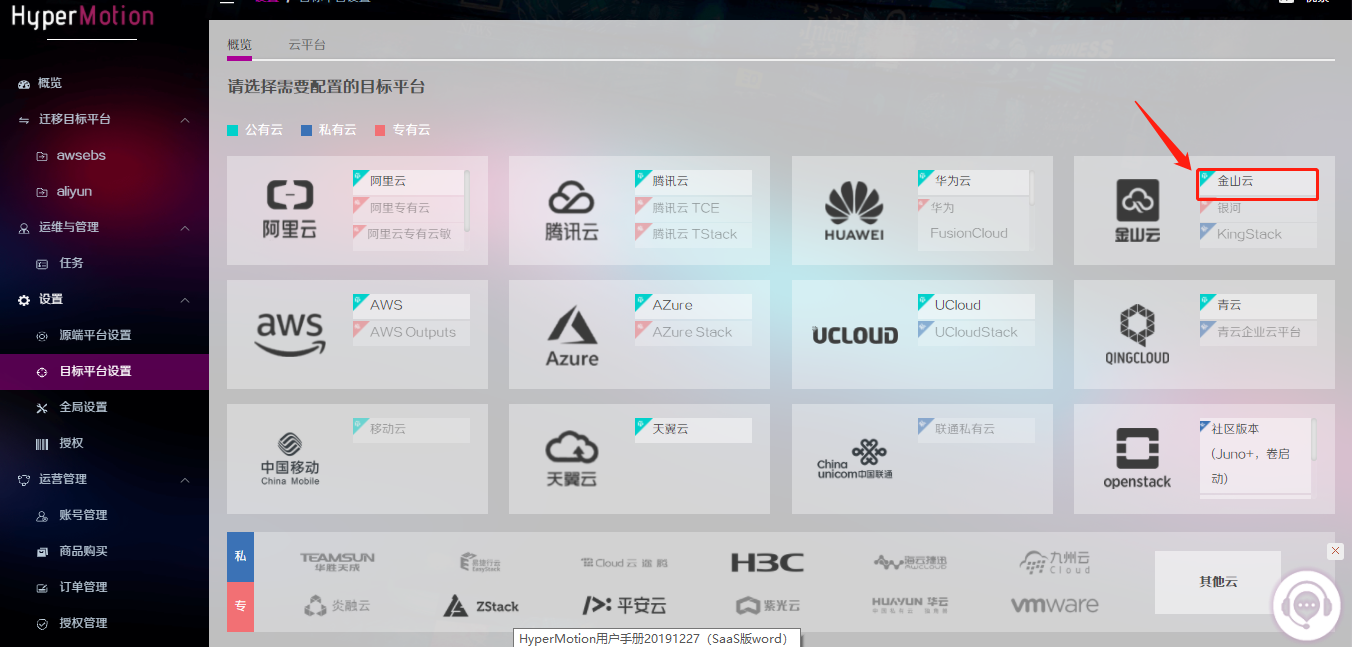 HyperMotion
概览
迁移目标平台
awsebs
aliyun
运维与管理
任务
设置
源端平台设置
目标平台设置
全局设置
授权
运营管理
账号管理
商品购买
订单管理
授权管理
概览 云平台
请选择需要配置的目标平台
公有云 私有云 专有云
阿里云
阿里云
阿里专有云
阿里云专有云敏
腾讯云
腾讯云
腾讯云 TCE
腾讯云 TStack
HUAWEI
华为云
华为
FusionCloud
金山云
金山云
银河
KingStack
aws
AWS
AWS Outputs
Azure
AZure
AZure Stack
UCLOUD
UCloud
UCloudStack
QINGCLOUD
青云
青云企业云平台
中国移动
China Mobile
移动云
天翼云
天翼云
China
unicom中国联通
联通私有云
openstack
社区版本
(Juno+，卷启
动)
私
TEAMSUN
华胜天成
易捷行云
EasyStack
H3C
海云捷迅
AWCLOUD
九州云
Cloud
其他云
专
炎融云
ZStack
平安云
紫光云
HUAYUN 华云
vmware
HyperMotion用户手册20191227（SaaS版word）